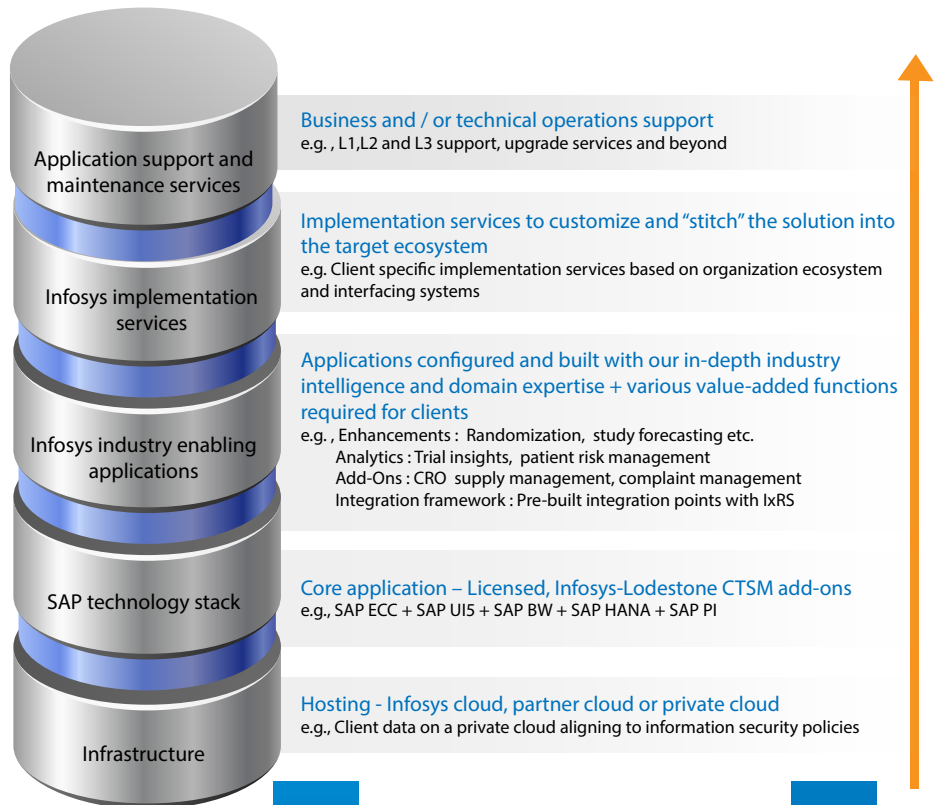 Application support and
maintenance services
Business and / or technical operations support
e.g. , L1,L2 and L3 support, upgrade services and beyond
Infosys implementation
services
Implementation services to customize and “stitch” the solution into
the target ecosystem
e.g. Client specific implementation services based on organization ecosystem
and interfacing systems
Infosys industry enabling
applications
Applications configured and built with our in-depth industry
intelligence and domain expertise + various value-added functions
required for clients
e.g. , Enhancements : Randomization, study forecasting etc.
Analytics : Trial insights, patient risk management
Add-Ons : CRO supply management, complaint management
Integration framework : Pre-built integration points with IxRS
SAP technology stack
Core application – Licensed, Infosys-Lodestone CTSM add-ons
e.g., SAP ECC + SAP UI5 + SAP BW + SAP HANA + SAP PI
Infrastructure
Hosting - Infosys cloud, partner cloud or private cloud
e.g., Client data on a private cloud aligning to information security policies